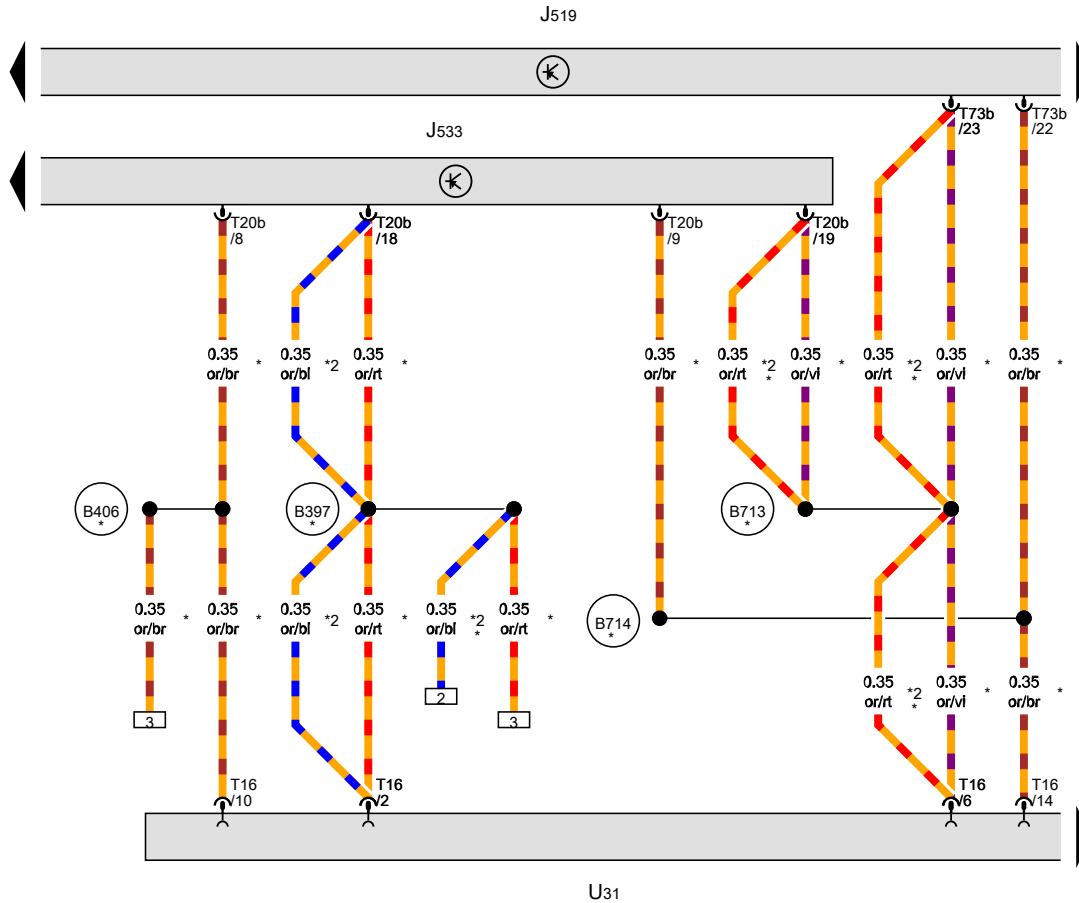 J519
T73b
/23
T73b
/22
J533
T20b
/8
T20b
/18
T20b
/9
T20b
/19
0.35
or/br
*
0.35
or/bl
*2
0.35
or/rt
*
0.35
or/br
*
0.35
or/rt
*2
*
0.35
or/vi
*
0.35
or/rt
*2
*
0.35
or/vi
*
0.35
or/br
*
B406
*
B397
*
B713
*
0.35
or/br
*
0.35
or/br
*
0.35
or/bl
*2
0.35
or/rt
*
0.35
or/bl
*2
*
0.35
or/rt
*
B714
*
0.35
or/rt
*2
*
0.35
or/vi
*
0.35
or/br
*
3
2
3
T16
/10
T16
/2
T16
/6
T16
/14
U31